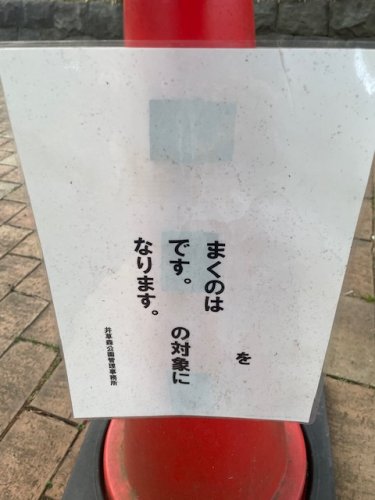 を
まくのは
です。　の対象に
なります。
井草森公園管理事務所